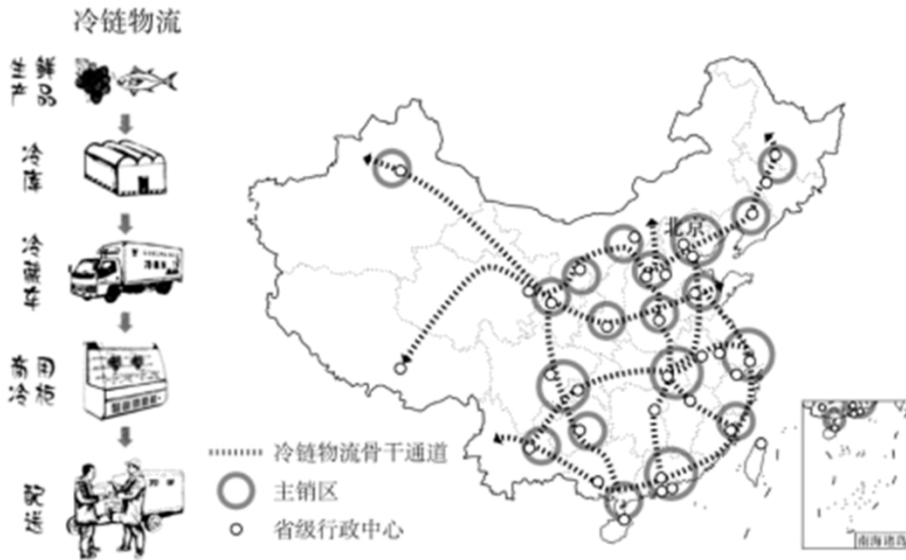 冷链物流
生鲜
产品
冷库
冷藏车
商用
冷柜
配送
北京
冷链物流骨干通道
主销区
省级行政中心
南海诸岛